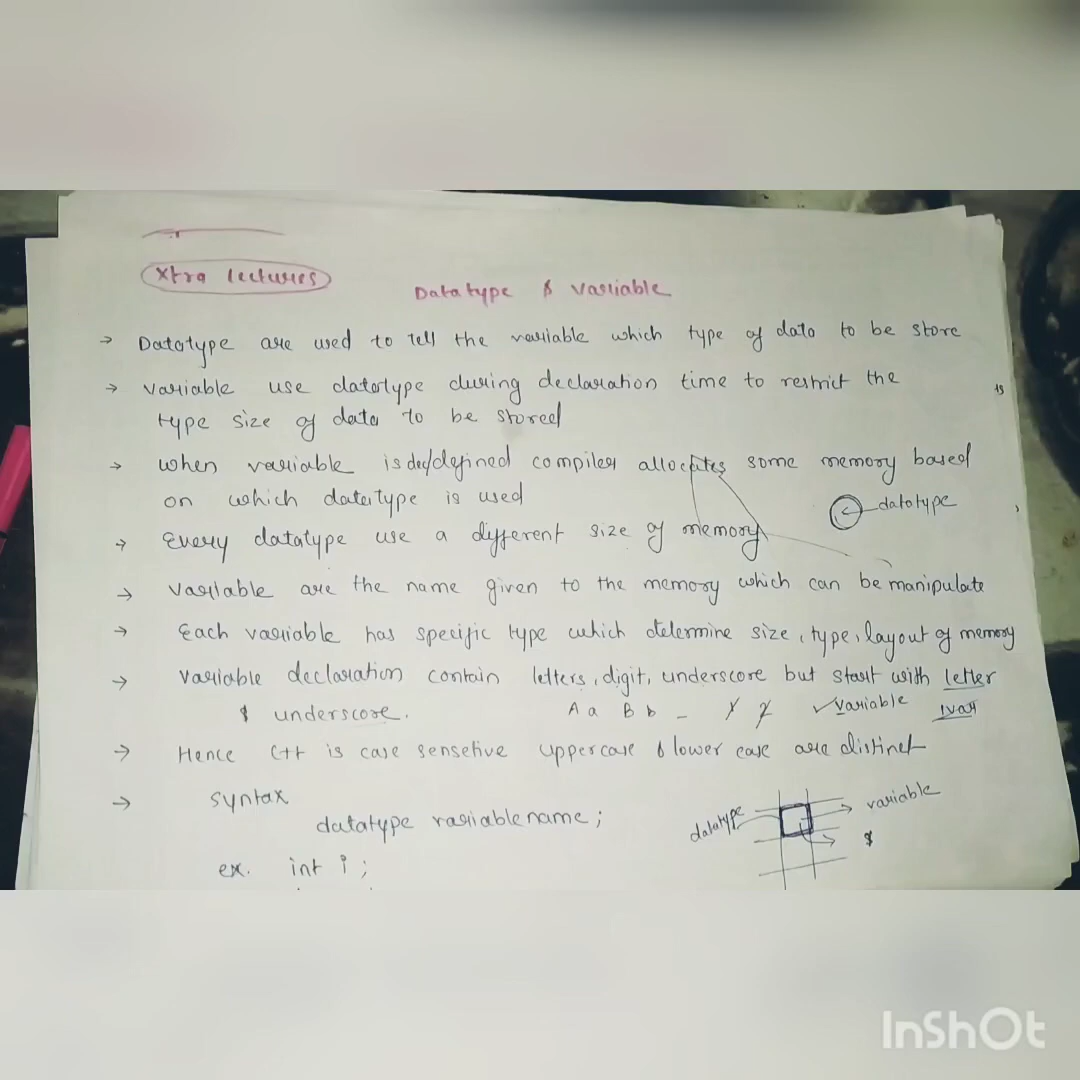 Xtra lectures
Datatype & variable
→ Datatype are used to tell the variable which type of data to be store
→ variable use datatype during declaration time to restrict the
type size of data to be stored
→ when variable is dec/defined compiler allocates some memory based
on which datatype is used
datatype
→ Every datatype use a different size of memory
→ variable are the name given to the memory which can be manipulate
→ Each variable has specific type which determine size, type, layout of memory
→ variable declaration contain letters, digit, underscore but start with letter
& underscore. A a B b _ 1 2 ✓variable 1var
→ Hence C++ is case sensetive uppercase & lower case are distinct
→ syntax
datatype variablename;
datatype
variable
ex. int i;
InShOt